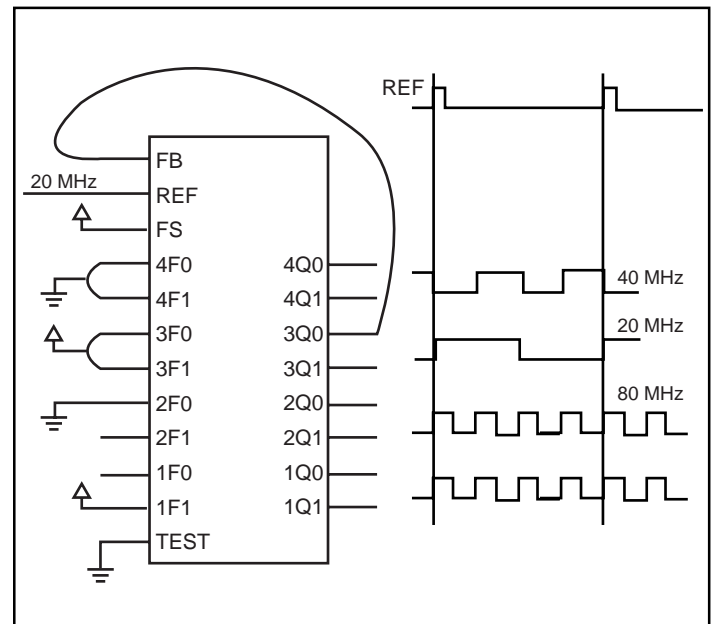 REF
FB
20 MHz
REF
FS
4F0
4Q0
40 MHz
4F1
4Q1
3F0
3Q0
20 MHz
3F1
3Q1
2F0
2Q0
80 MHz
2F1
2Q1
1F0
1Q0
1F1
1Q1
TEST